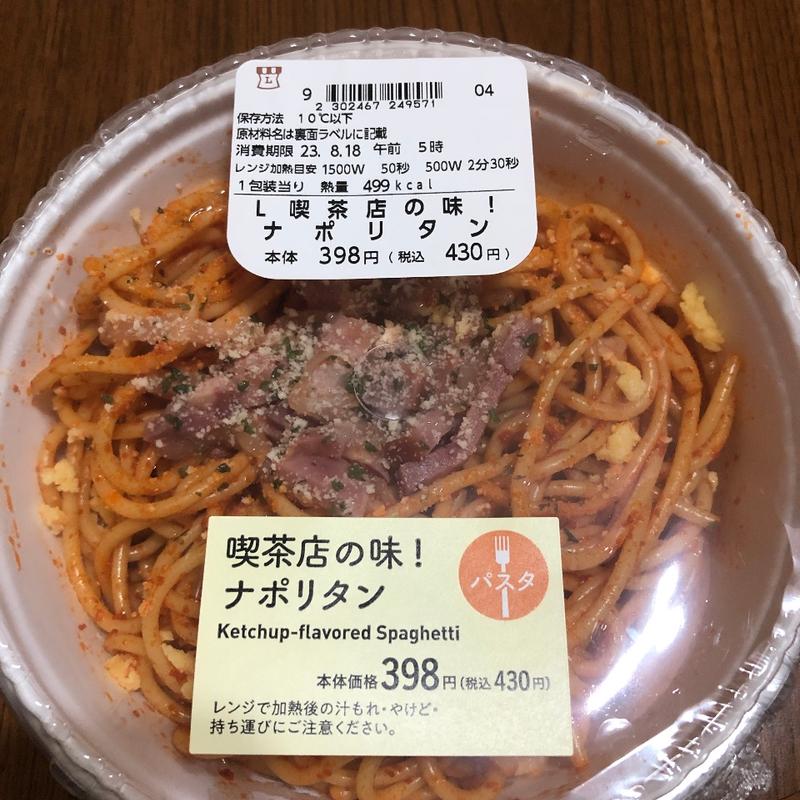 L
9 04
2 302467 249571
保存方法 10℃以下
原材料名は裏面ラベルに記載
消費期限 23. 8.18 午前 5時
レンジ加熱目安 1500W 50秒 500W 2分30秒
1包装当り 熱量 499kcal
L喫茶店の味!
ナポリタン
本体 398円 (税込 430円)
喫茶店の味!
ナポリタン
パスタ
Ketchup-flavored Spaghetti
本体価格398円(税込430円)
レンジで加熱後の汁もれ・やけど・
持ち運びにご注意ください。